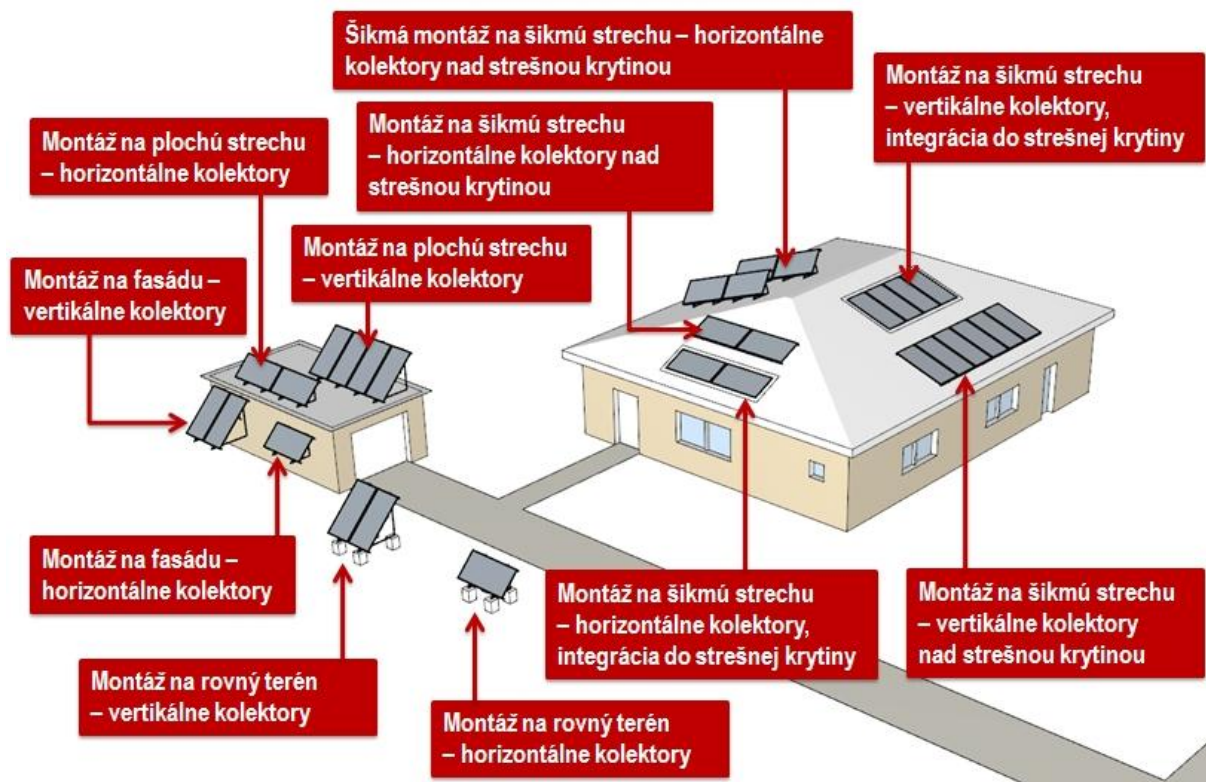 Šikmá montáž na šikmú strechu – horizontálne
kolektory nad strešnou krytinou
Montáž na šikmú strechu
– vertikálne kolektory,
integrácia do strešnej krytiny
Montáž na šikmú strechu
– horizontálne kolektory nad
strešnou krytinou
Montáž na plochú strechu
– horizontálne kolektory
Montáž na plochú strechu
– vertikálne kolektory
Montáž na fasádu –
vertikálne kolektory
Montáž na fasádu –
horizontálne kolektory
Montáž na šikmú strechu
– horizontálne kolektory,
integrácia do strešnej krytiny
Montáž na šikmú strechu
– vertikálne kolektory
nad strešnou krytinou
Montáž na rovný terén
– vertikálne kolektory
Montáž na rovný terén
– horizontálne kolektory